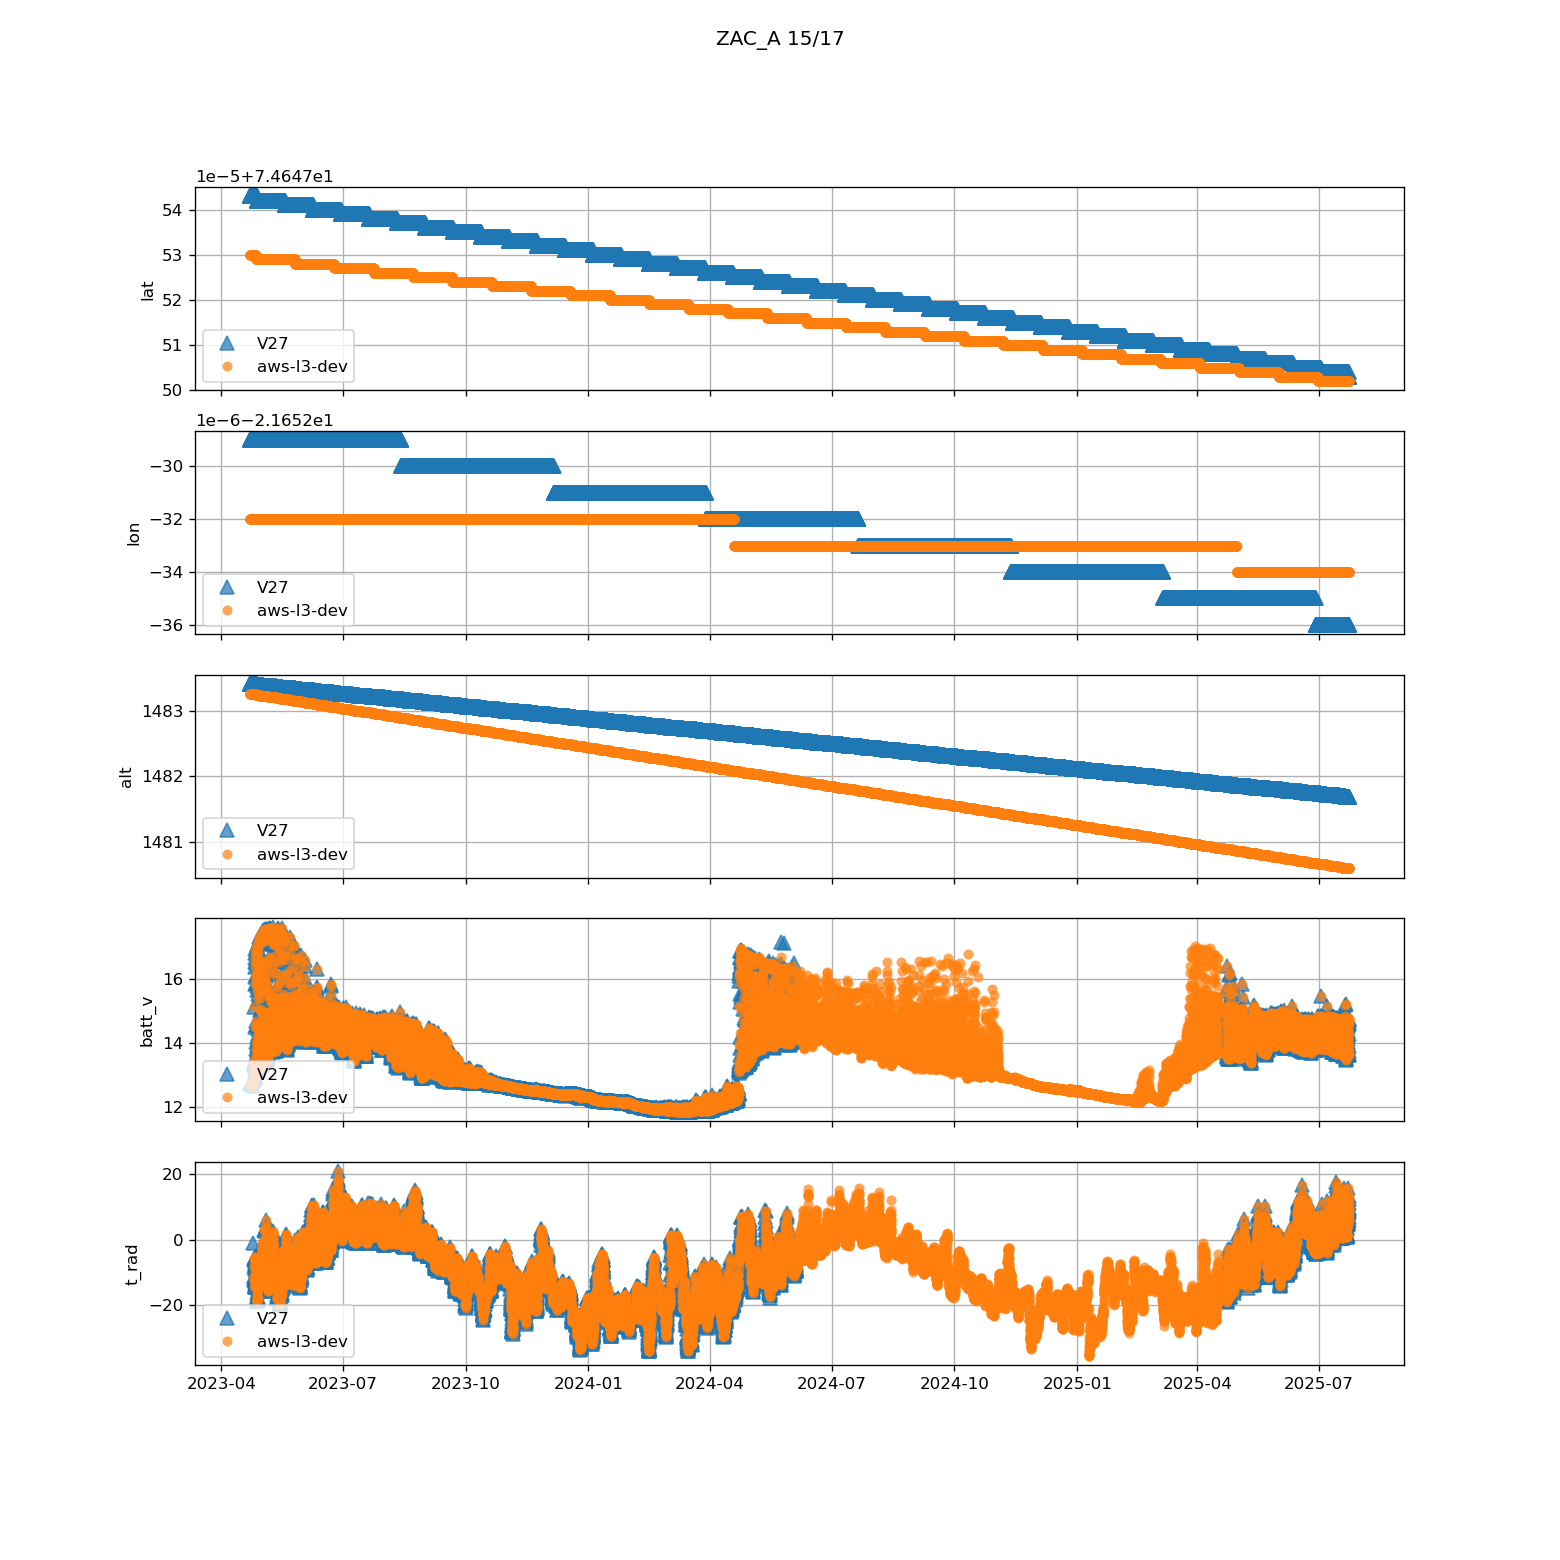 ZAC_A 15/17
1e−5+7.4647e1
54
53
52
51
50
lat
V27
aws-l3-dev
1e−6−2.1652e1
−30
−32
−34
−36
lon
V27
aws-l3-dev
1483
1482
1481
alt
V27
aws-l3-dev
16
14
12
batt_v
V27
aws-l3-dev
20
0
−20
t_rad
V27
aws-l3-dev
2023-04 2023-07 2023-10 2024-01 2024-04 2024-07 2024-10 2025-01 2025-04 2025-07